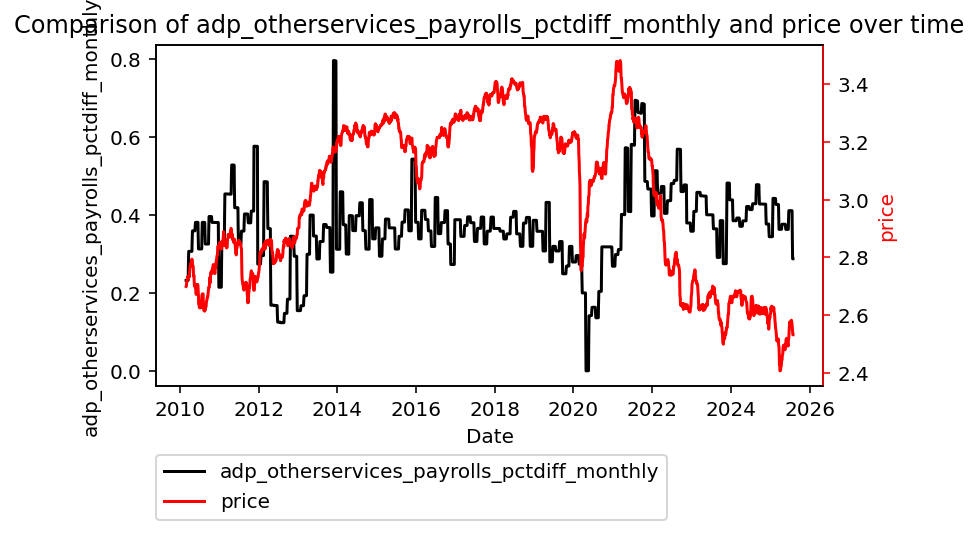 Comparison of adp_otherservices_payrolls_pctdiff_monthly and price over time
adp_otherservices_payrolls_pctdiff_monthly
0.8
0.6
0.4
0.2
0.0
3.4
3.2
3.0
2.8
2.6
2.4
price
2010 2012 2014 2016 2018 2020 2022 2024 2026
Date
adp_otherservices_payrolls_pctdiff_monthly
price